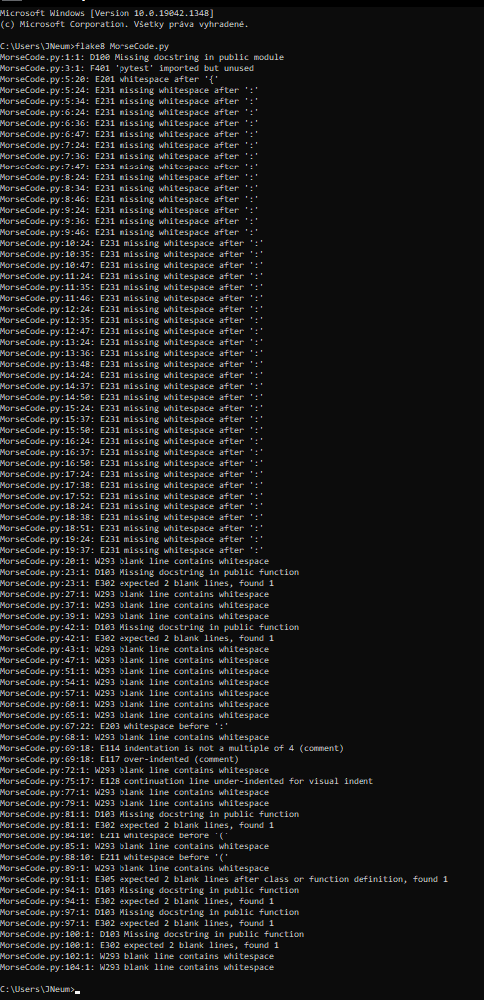 Microsoft Windows [Version 10.0.19042.1348]
(c) Microsoft Corporation. Všetky práva vyhradené.
C:\Users\JNeum>flake8 MorseCode.py
MorseCode.py:1:1: D100 Missing docstring in public module
MorseCode.py:3:1: F401 'pytest' imported but unused
MorseCode.py:5:20: E201 whitespace after '{'
MorseCode.py:5:24: E231 missing whitespace after ':'
MorseCode.py:5:34: E231 missing whitespace after ':'
MorseCode.py:6:24: E231 missing whitespace after ':'
MorseCode.py:6:36: E231 missing whitespace after ':'
MorseCode.py:6:47: E231 missing whitespace after ':'
MorseCode.py:7:24: E231 missing whitespace after ':'
MorseCode.py:7:36: E231 missing whitespace after ':'
MorseCode.py:7:47: E231 missing whitespace after ':'
MorseCode.py:8:24: E231 missing whitespace after ':'
MorseCode.py:8:34: E231 missing whitespace after ':'
MorseCode.py:8:46: E231 missing whitespace after ':'
MorseCode.py:9:24: E231 missing whitespace after ':'
MorseCode.py:9:36: E231 missing whitespace after ':'
MorseCode.py:9:46: E231 missing whitespace after ':'
MorseCode.py:10:24: E231 missing whitespace after ':'
MorseCode.py:10:35: E231 missing whitespace after ':'
MorseCode.py:10:47: E231 missing whitespace after ':'
MorseCode.py:11:24: E231 missing whitespace after ':'
MorseCode.py:11:35: E231 missing whitespace after ':'
MorseCode.py:11:46: E231 missing whitespace after ':'
MorseCode.py:12:24: E231 missing whitespace after ':'
MorseCode.py:12:35: E231 missing whitespace after ':'
MorseCode.py:12:47: E231 missing whitespace after ':'
MorseCode.py:13:24: E231 missing whitespace after ':'
MorseCode.py:13:36: E231 missing whitespace after ':'
MorseCode.py:13:48: E231 missing whitespace after ':'
MorseCode.py:14:24: E231 missing whitespace after ':'
MorseCode.py:14:37: E231 missing whitespace after ':'
MorseCode.py:14:50: E231 missing whitespace after ':'
MorseCode.py:15:24: E231 missing whitespace after ':'
MorseCode.py:15:37: E231 missing whitespace after ':'
MorseCode.py:15:50: E231 missing whitespace after ':'
MorseCode.py:16:24: E231 missing whitespace after ':'
MorseCode.py:16:37: E231 missing whitespace after ':'
MorseCode.py:16:50: E231 missing whitespace after ':'
MorseCode.py:17:24: E231 missing whitespace after ':'
MorseCode.py:17:38: E231 missing whitespace after ':'
MorseCode.py:17:52: E231 missing whitespace after ':'
MorseCode.py:18:24: E231 missing whitespace after ':'
MorseCode.py:18:38: E231 missing whitespace after ':'
MorseCode.py:18:51: E231 missing whitespace after ':'
MorseCode.py:19:24: E231 missing whitespace after ':'
MorseCode.py:19:37: E231 missing whitespace after ':'
MorseCode.py:20:1: W293 blank line contains whitespace
MorseCode.py:23:1: D103 Missing docstring in public function
MorseCode.py:23:1: E302 expected 2 blank lines, found 1
MorseCode.py:27:1: W293 blank line contains whitespace
MorseCode.py:37:1: W293 blank line contains whitespace
MorseCode.py:39:1: W293 blank line contains whitespace
MorseCode.py:42:1: D103 Missing docstring in public function
MorseCode.py:42:1: E302 expected 2 blank lines, found 1
MorseCode.py:43:1: W293 blank line contains whitespace
MorseCode.py:47:1: W293 blank line contains whitespace
MorseCode.py:51:1: W293 blank line contains whitespace
MorseCode.py:54:1: W293 blank line contains whitespace
MorseCode.py:57:1: W293 blank line contains whitespace
MorseCode.py:60:1: W293 blank line contains whitespace
MorseCode.py:65:1: W293 blank line contains whitespace
MorseCode.py:67:22: E203 whitespace before ':'
MorseCode.py:68:1: W293 blank line contains whitespace
MorseCode.py:69:18: E114 indentation is not a multiple of 4 (comment)
MorseCode.py:69:18: E117 over-indented (comment)
MorseCode.py:72:1: W293 blank line contains whitespace
MorseCode.py:75:17: E128 continuation line under-indented for visual indent
MorseCode.py:77:1: W293 blank line contains whitespace
MorseCode.py:79:1: W293 blank line contains whitespace
MorseCode.py:81:1: D103 Missing docstring in public function
MorseCode.py:81:1: E302 expected 2 blank lines, found 1
MorseCode.py:84:10: E211 whitespace before '('
MorseCode.py:85:1: W293 blank line contains whitespace
MorseCode.py:88:10: E211 whitespace before '('
MorseCode.py:89:1: W293 blank line contains whitespace
MorseCode.py:91:1: E305 expected 2 blank lines after class or function definition, found 1
MorseCode.py:94:1: D103 Missing docstring in public function
MorseCode.py:94:1: E302 expected 2 blank lines, found 1
MorseCode.py:97:1: D103 Missing docstring in public function
MorseCode.py:97:1: E302 expected 2 blank lines, found 1
MorseCode.py:100:1: D103 Missing docstring in public function
MorseCode.py:100:1: E302 expected 2 blank lines, found 1
MorseCode.py:102:1: W293 blank line contains whitespace
MorseCode.py:104:1: W293 blank line contains whitespace
C:\Users\JNeum>